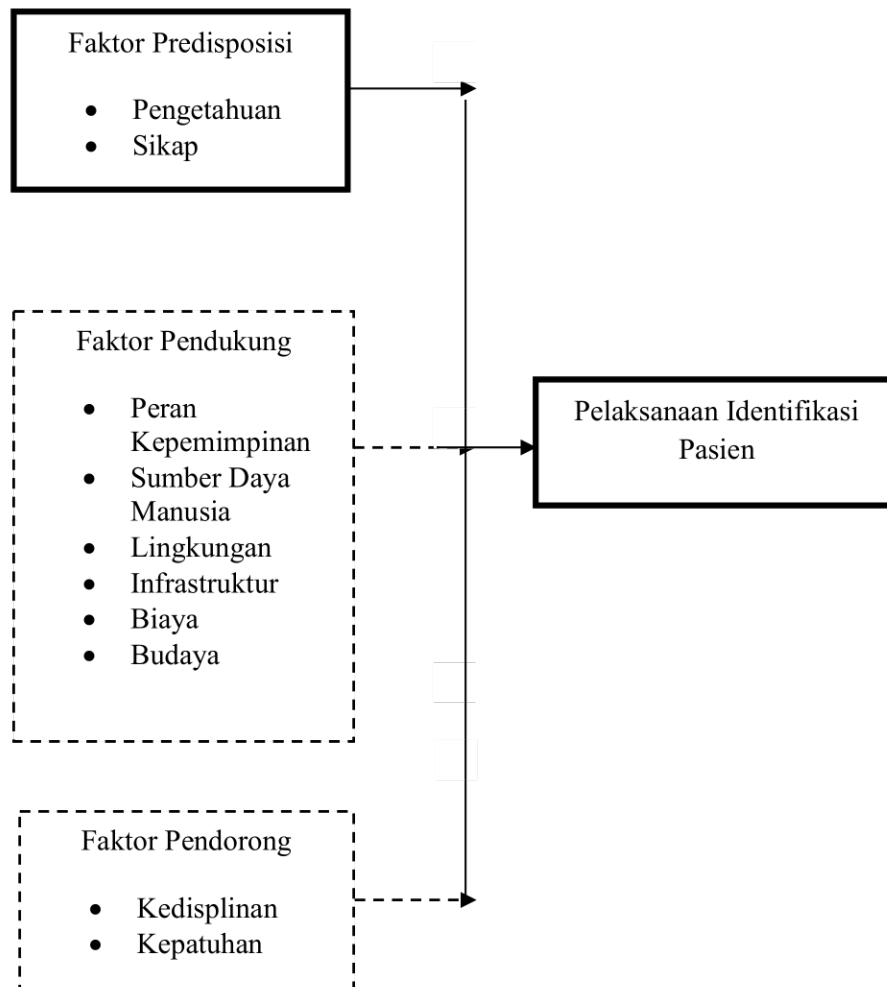 Faktor Predisposisi
• Pengetahuan
• Sikap
Faktor Pendukung
• Peran
Kepemimpinan
• Sumber Daya
Manusia
• Lingkungan
• Infrastruktur
• Biaya
• Budaya
Pelaksanaan Identifikasi
Pasien
Faktor Pendorong
• Kedisplinan
• Kepatuhan